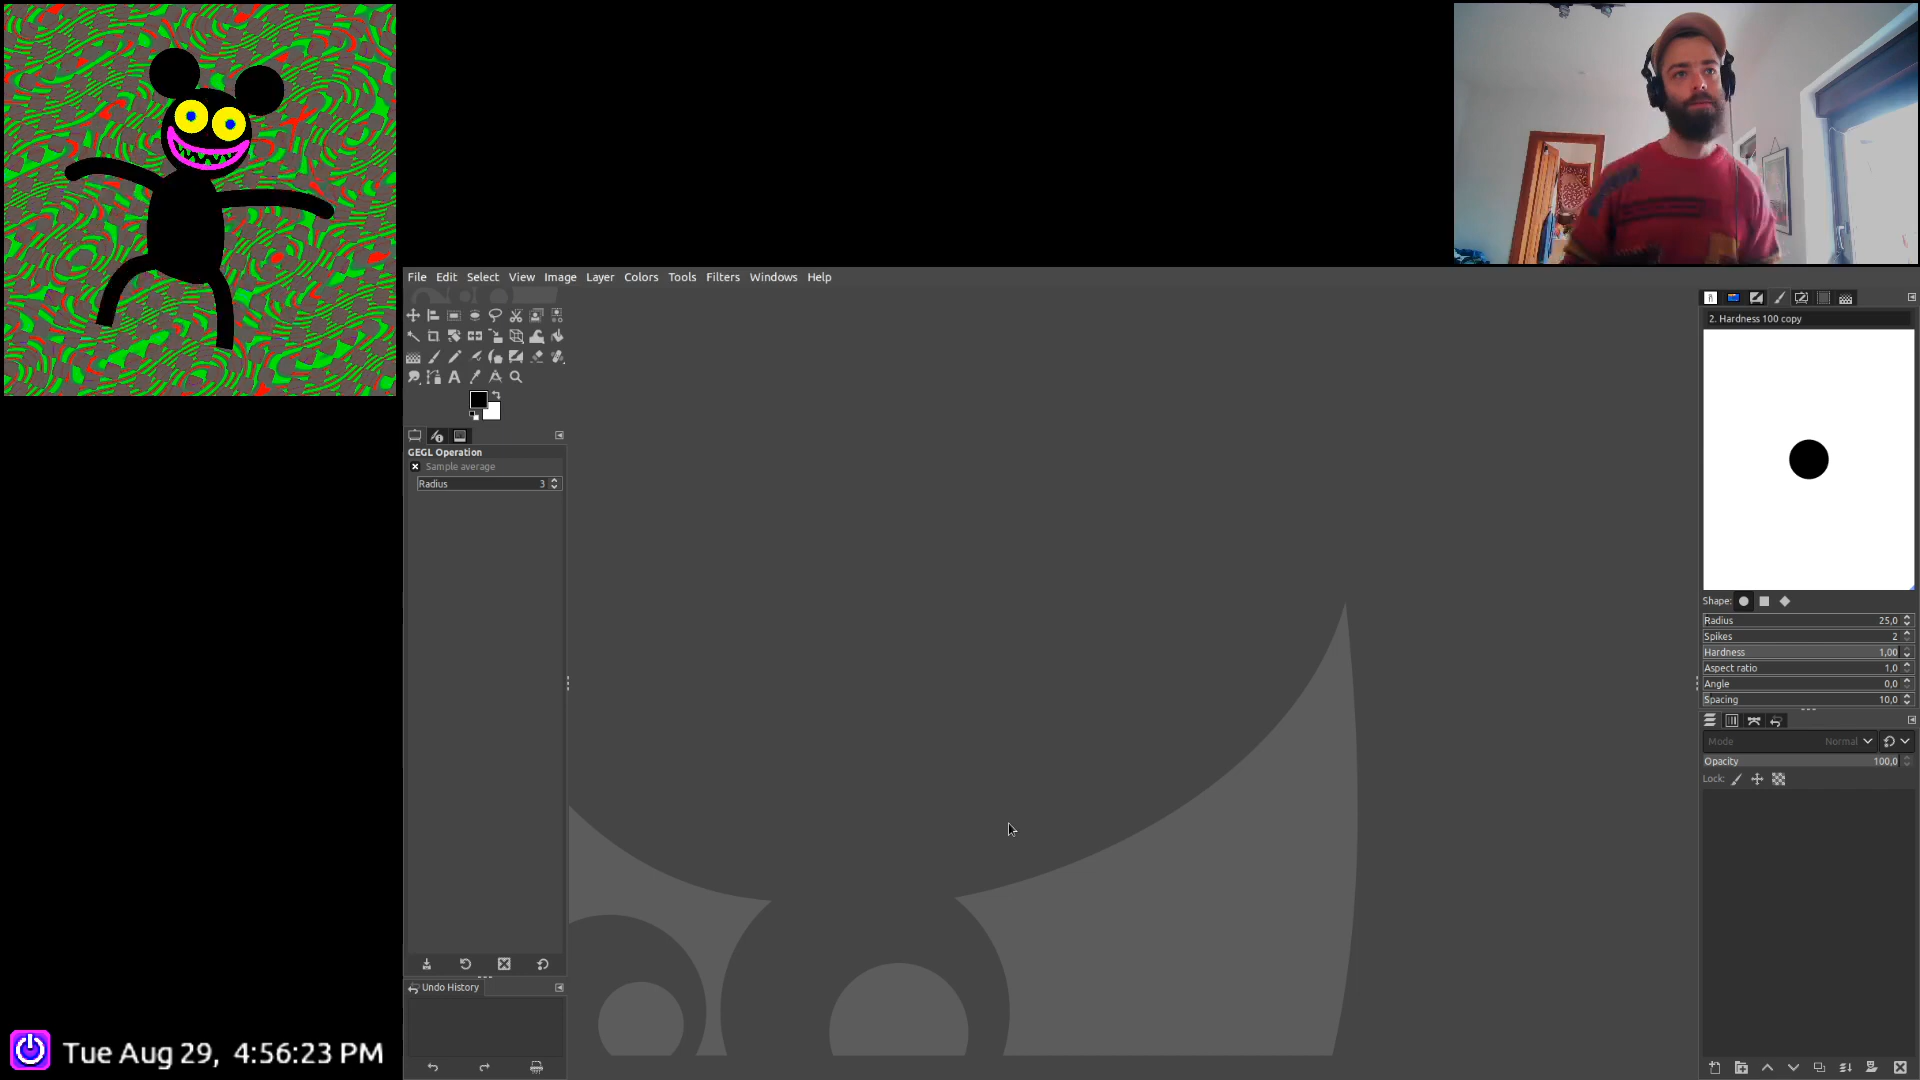 File Edit Select View Image Layer Colors Tools Filters Windows Help
2. Hardness 100 copy
GEGL Operation
Sample average
Radius 3
Shape:
Radius 25,0
Spikes 2
Hardness 1,00
Aspect ratio 1,0
Angle 0,0
Spacing 10,0
Mode Normal
Opacity 100,0
Lock:
Undo History
Tue Aug 29, 4:56:23 PM